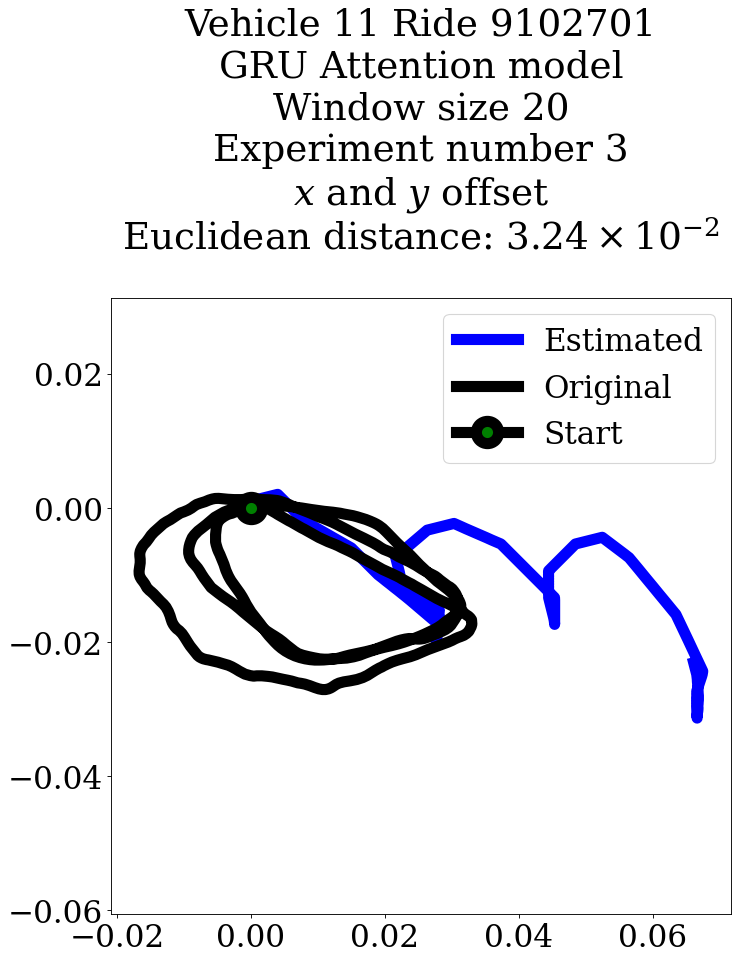 Vehicle 11 Ride 9102701
GRU Attention model
Window size 20
Experiment number 3
x and y offset
Euclidean distance: 3.24 × 10⁻²
Estimated
Original
Start
0.02
0.00
−0.02
−0.04
−0.06
−0.02 0.00 0.02 0.04 0.06